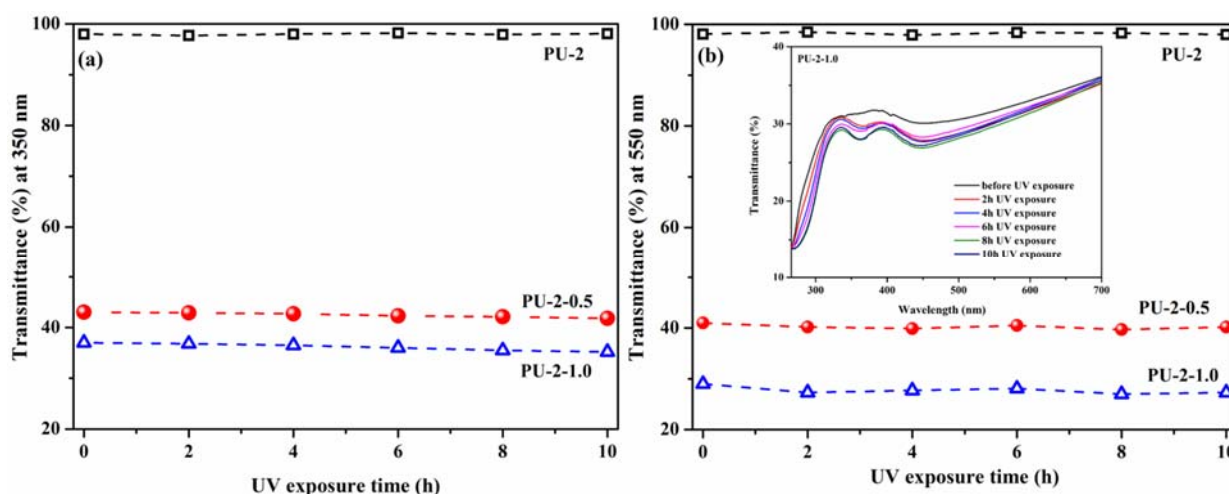 100
80
60
40
20
Transmittance (%) at 350 nm
(a)
PU-2
PU-2-0.5
PU-2-1.0
0 2 4 6 8 10
UV exposure time (h)
100
80
60
40
20
Transmittance (%) at 550 nm
(b)
PU-2
PU-2-0.5
PU-2-1.0
0 2 4 6 8 10
UV exposure time (h)
PU-2-1.0
40
30
20
10
Transmittance (%)
before UV exposure
2h UV exposure
4h UV exposure
6h UV exposure
8h UV exposure
10h UV exposure
300 400 500 600 700
Wavelength (nm)